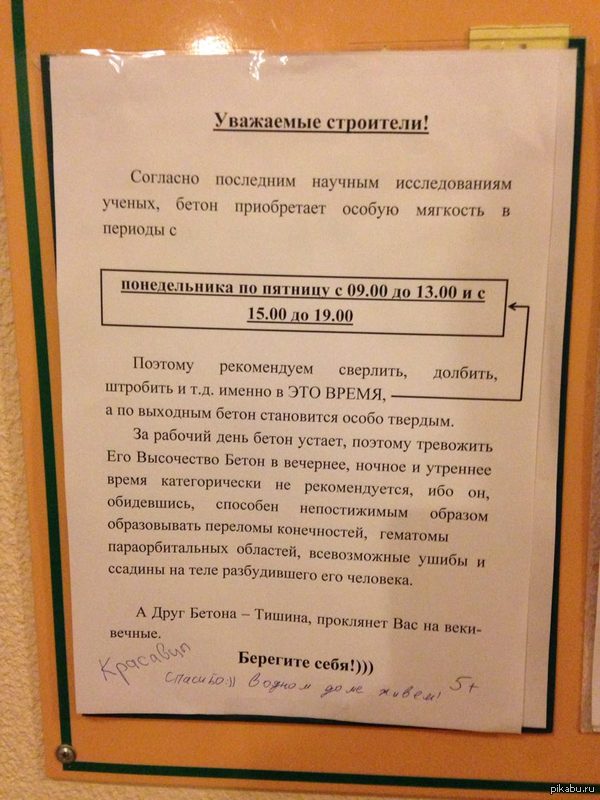 Уважаемые строители!
Согласно последним научным исследованиям
ученых, бетон приобретает особую мягкость в
периоды с
понедельника по пятницу с 09.00 до 13.00 и с
15.00 до 19.00
Поэтому рекомендуем сверлить, долбить,
штробить и т.д. именно в ЭТО ВРЕМЯ,
а по выходным бетон становится особо твердым.
За рабочий день бетон устает, поэтому тревожить
Его Высочество Бетон в вечернее, ночное и утреннее
время категорически не рекомендуется, ибо он,
обидевшись, способен непостижимым образом
образовывать переломы конечностей, гематомы
параорбитальных областей, всевозможные ушибы и
ссадины на теле разбудившего его человека.
А Друг Бетона – Тишина, проклянет Вас на веки-
вечные.
Берегите себя!)))
Красавцы
Спасибо:)) в одном доме живем! 5+
pikabu.ru